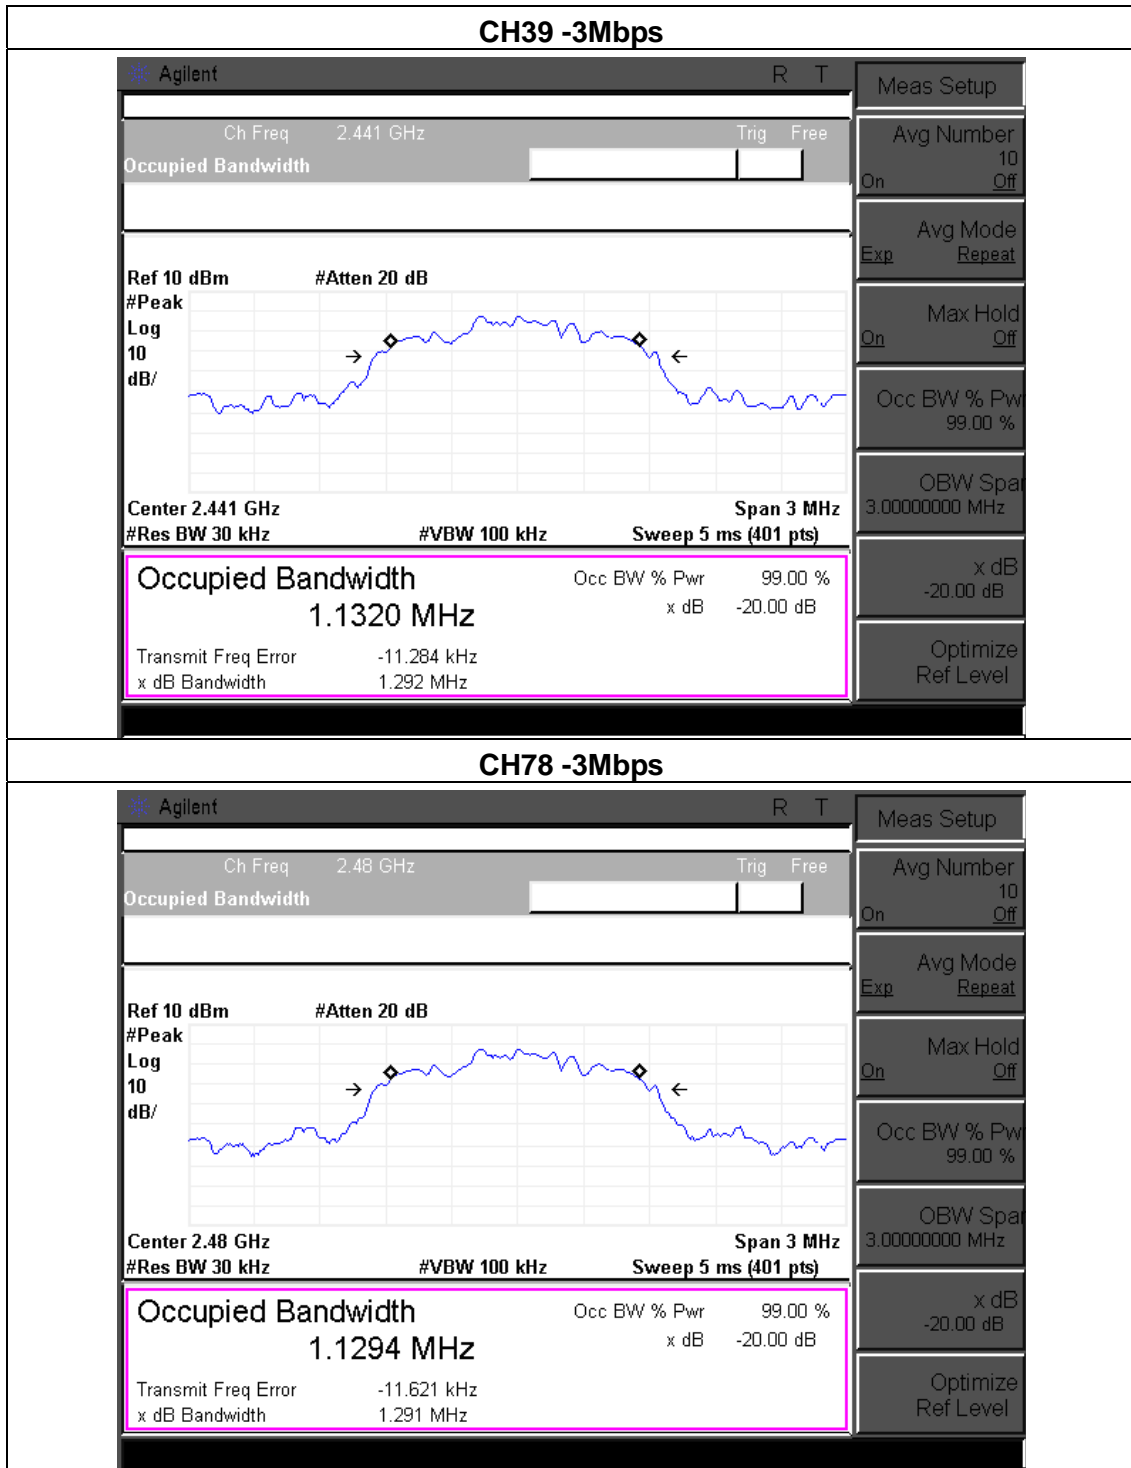 CH39 -3Mbps
Agilent R T
Meas Setup
Ch Freq 2.441 GHz Trig Free
Occupied Bandwidth
Avg Number
10
On Off
Avg Mode
Exp Repeat
Ref 10 dBm #Atten 20 dB
#Peak
Log
10
dB/
Max Hold
On Off
Occ BW % Pwr
99.00 %
Center 2.441 GHz Span 3 MHz
#Res BW 30 kHz #VBW 100 kHz Sweep 5 ms (401 pts)
OBW Spa
3.00000000 MHz
Occupied Bandwidth Occ BW % Pwr 99.00 %
1.1320 MHz x dB -20.00 dB
Transmit Freq Error -11.284 kHz
x dB Bandwidth 1.292 MHz
x dB
-20.00 dB
Optimize
Ref Level
CH78 -3Mbps
Agilent R T
Meas Setup
Ch Freq 2.48 GHz Trig Free
Occupied Bandwidth
Avg Number
10
On Off
Avg Mode
Exp Repeat
Ref 10 dBm #Atten 20 dB
#Peak
Log
10
dB/
Max Hold
On Off
Occ BW % Pwr
99.00 %
Center 2.48 GHz Span 3 MHz
#Res BW 30 kHz #VBW 100 kHz Sweep 5 ms (401 pts)
OBW Spa
3.00000000 MHz
Occupied Bandwidth Occ BW % Pwr 99.00 %
1.1294 MHz x dB -20.00 dB
Transmit Freq Error -11.621 kHz
x dB Bandwidth 1.291 MHz
x dB
-20.00 dB
Optimize
Ref Level